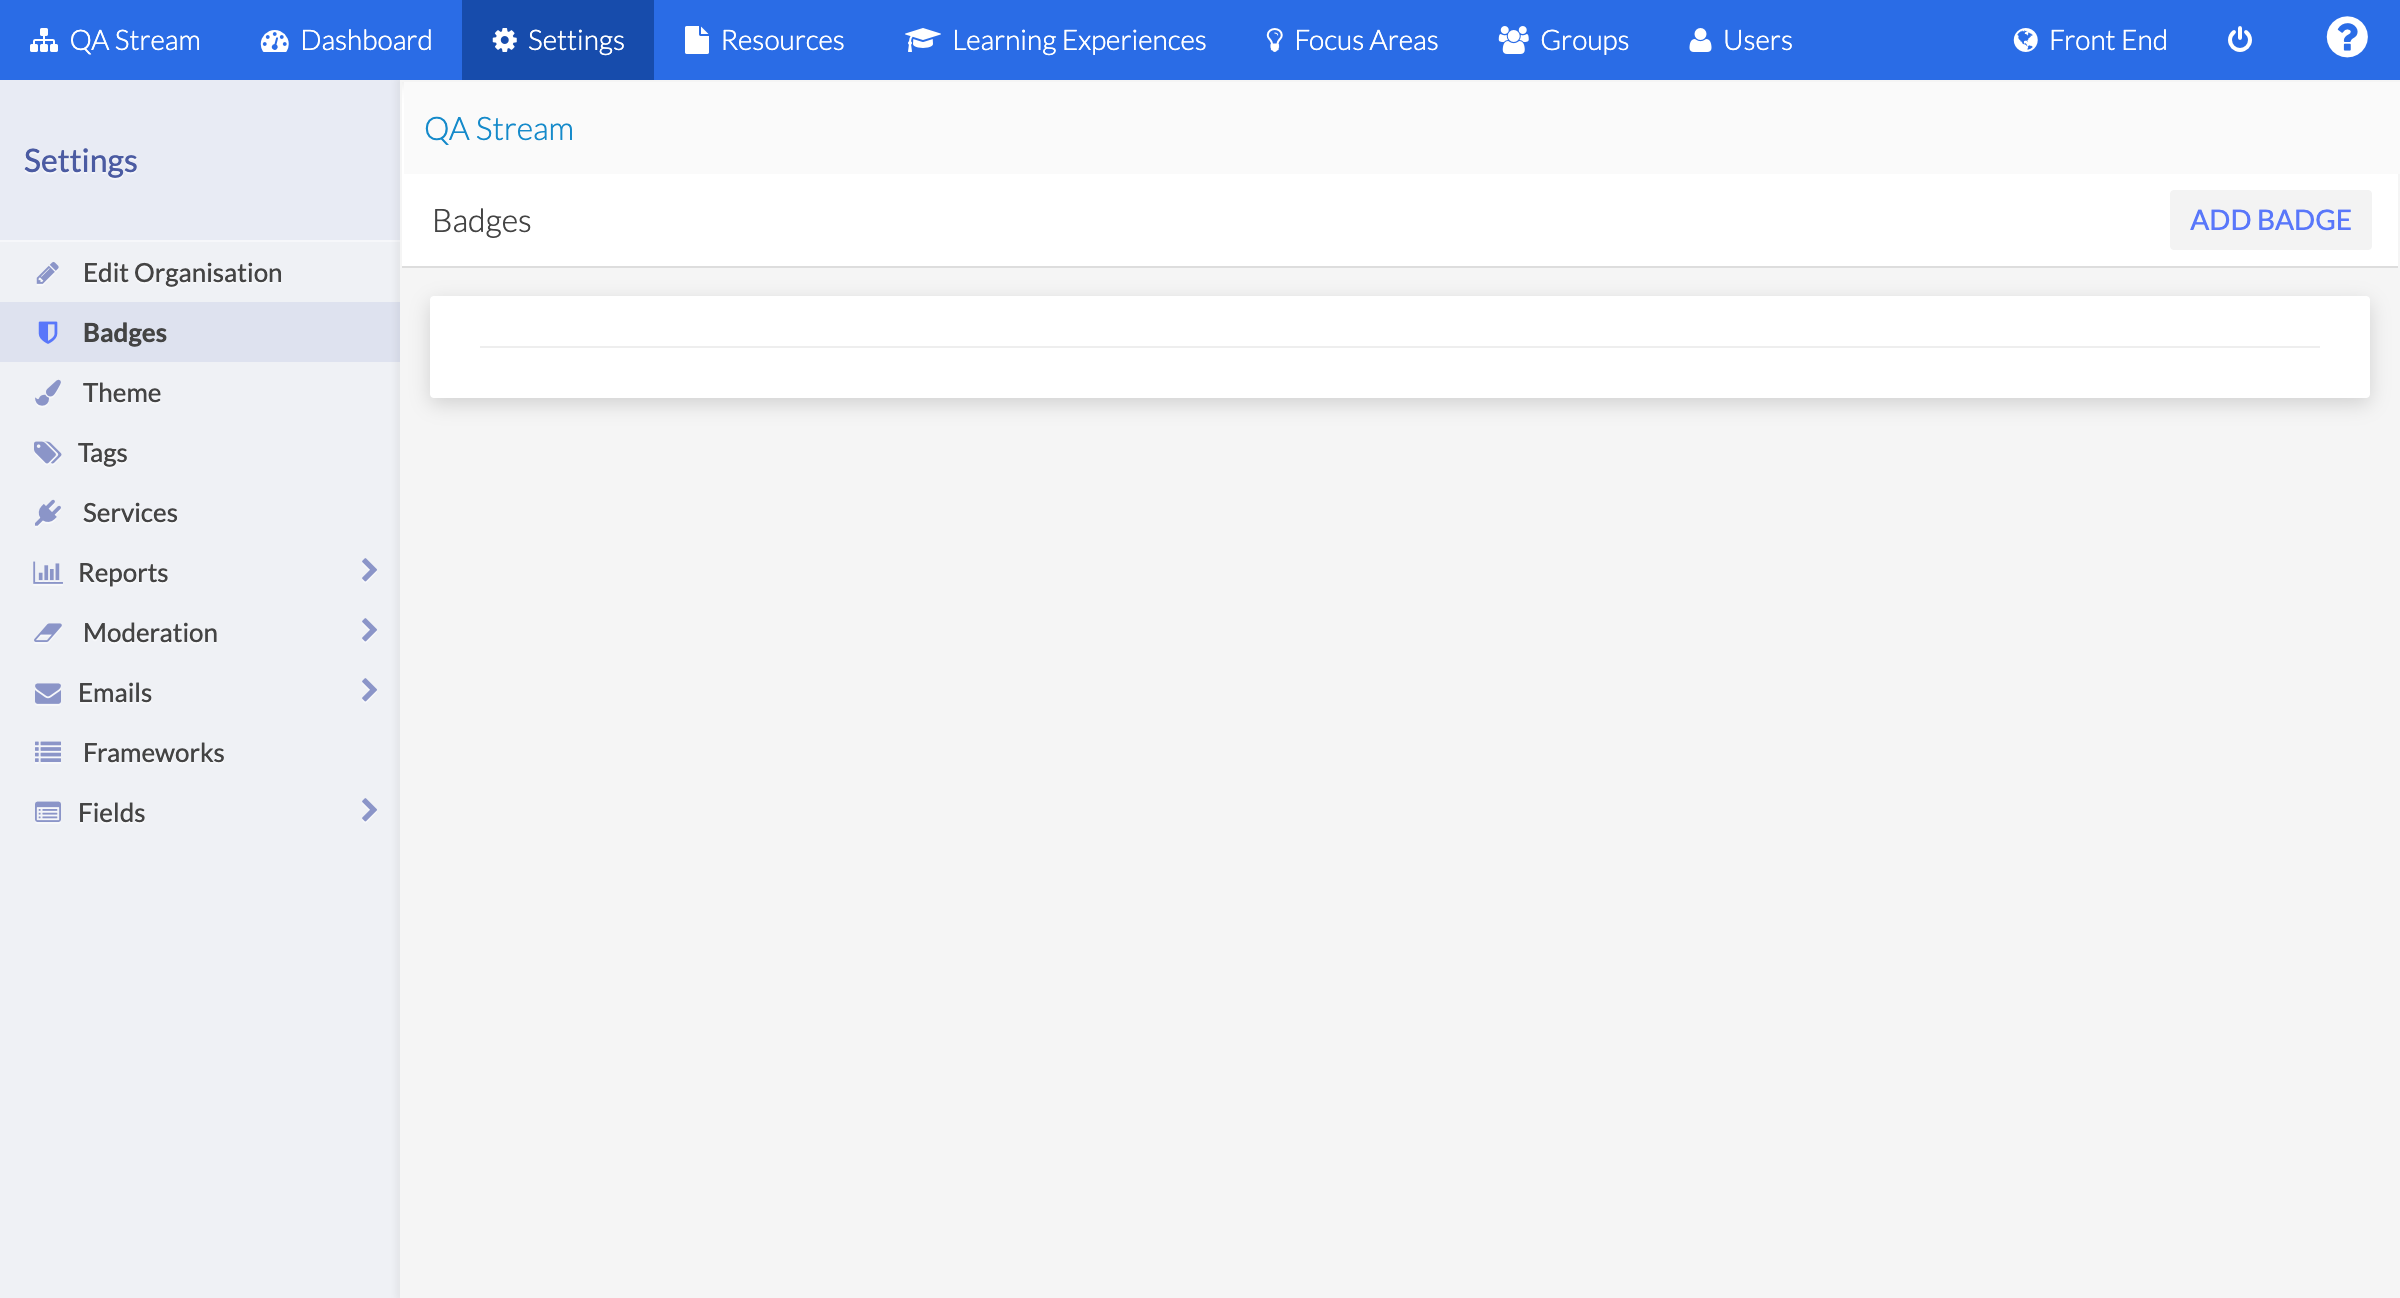 QA Stream
Dashboard
Settings
Resources
Learning Experiences
Focus Areas
Groups
Users
Front End
Settings
Edit Organisation
Badges
Theme
Tags
Services
Reports
Moderation
Emails
Frameworks
Fields
QA Stream
Badges
ADD BADGE